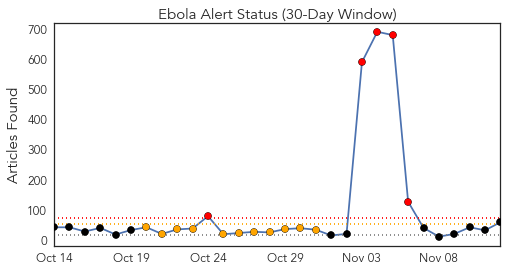 Ebola Alert Status (30-Day Window)
Articles Found
700
600
500
400
300
200
100
0
Oct 14
Oct 19
Oct 24
Oct 29
Nov 03
Nov 08